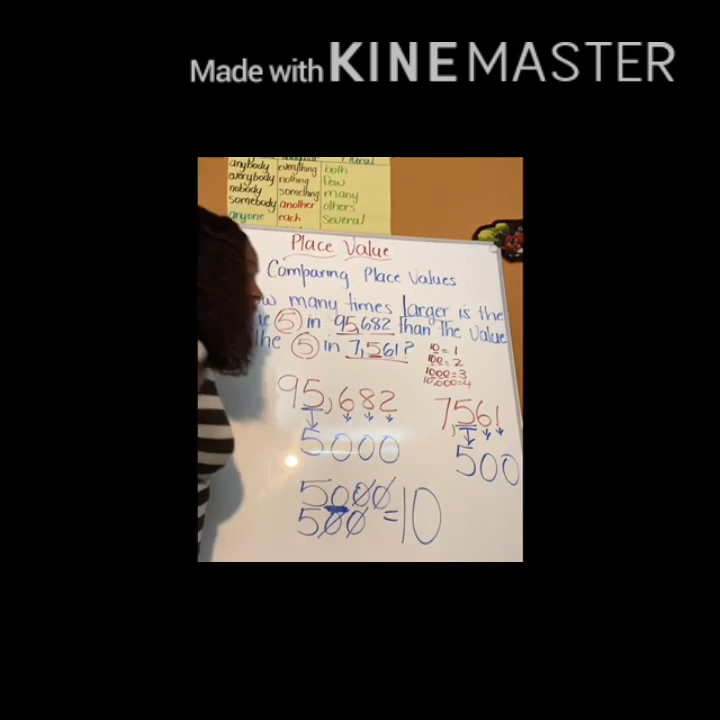 Made with KINEMASTER
anybody everything both
everybody nothing few
nobody something many
somebody another others
anyone each several
Place Value
Comparing Place Values
many times larger is the
5 in 95,682 than the value
the 5 in 7,561?
10 = 1
100 = 2
1000 = 3
10,000 = 4
95,682
7,561
5000
500
5000
500 = 10